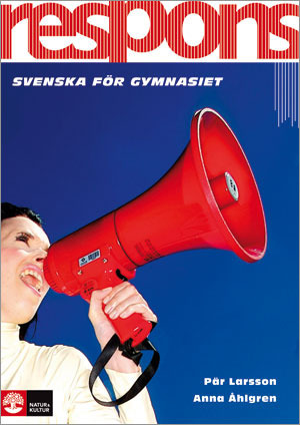 respons
SVENSKA FÖR GYMNASIET
Pär Larsson
Anna Åhlgren
NATUR &
KULTUR